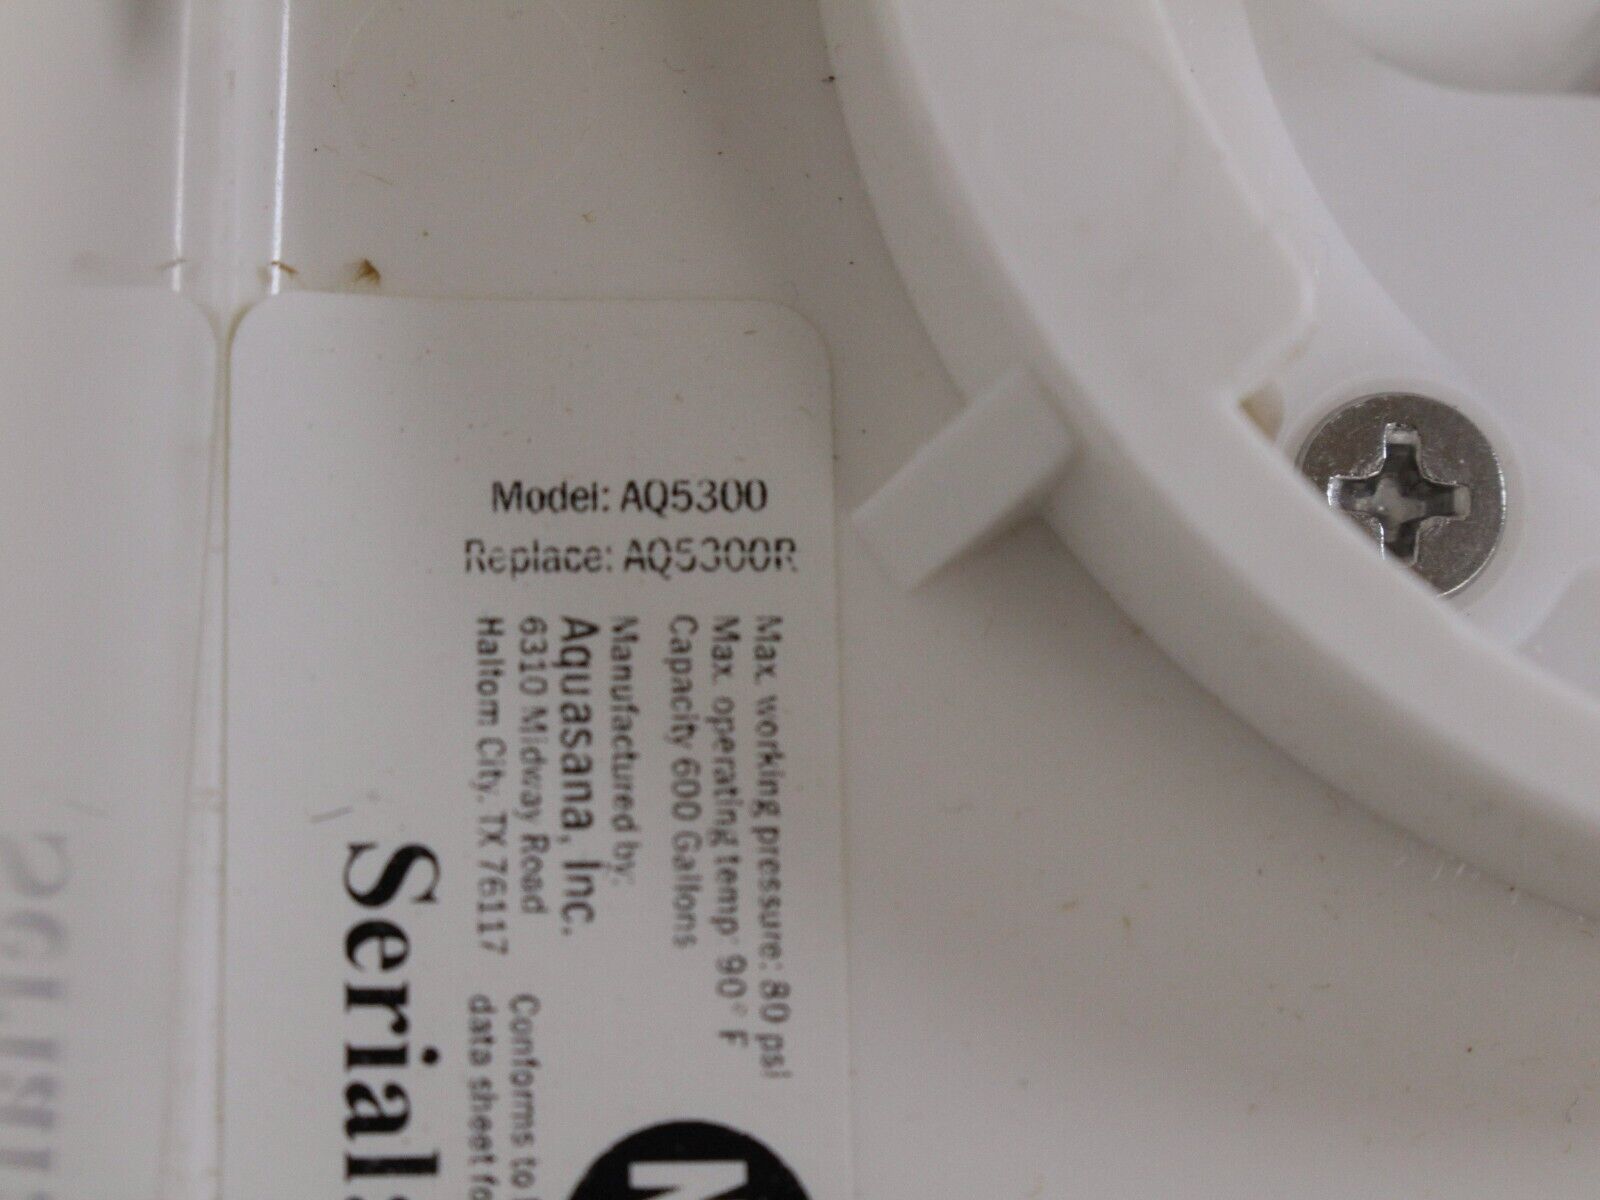 Model: AQ5300
Replace: AQ5300R
Max. working pressure: 80 psi
Max. operating temp: 90° F
Capacity 600 Gallons
Manufactured by:
Aquasana, Inc.
6310 Midway Road
Haltom City, TX 76117
Conforms to
data sheet fo
Serial